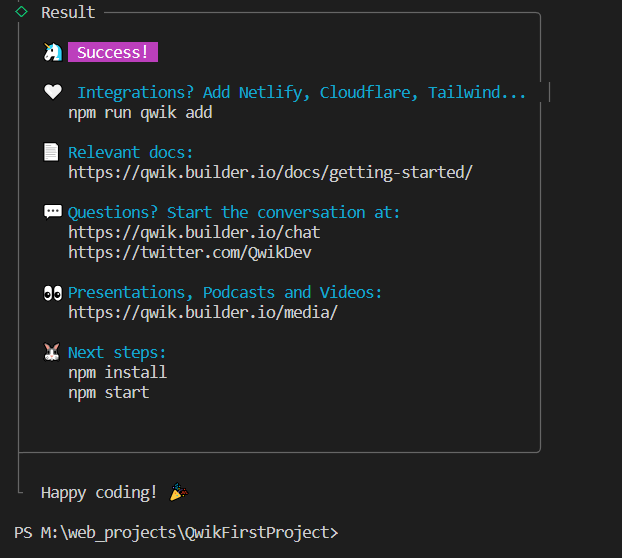 Result
Success!
Integrations? Add Netlify, Cloudflare, Tailwind...
npm run qwik add
Relevant docs:
https://qwik.builder.io/docs/getting-started/
Questions? Start the conversation at:
https://qwik.builder.io/chat
https://twitter.com/QwikDev
Presentations, Podcasts and Videos:
https://qwik.builder.io/media/
Next steps:
npm install
npm start
Happy coding! 🎉
PS M:\web_projects\QwikFirstProject>